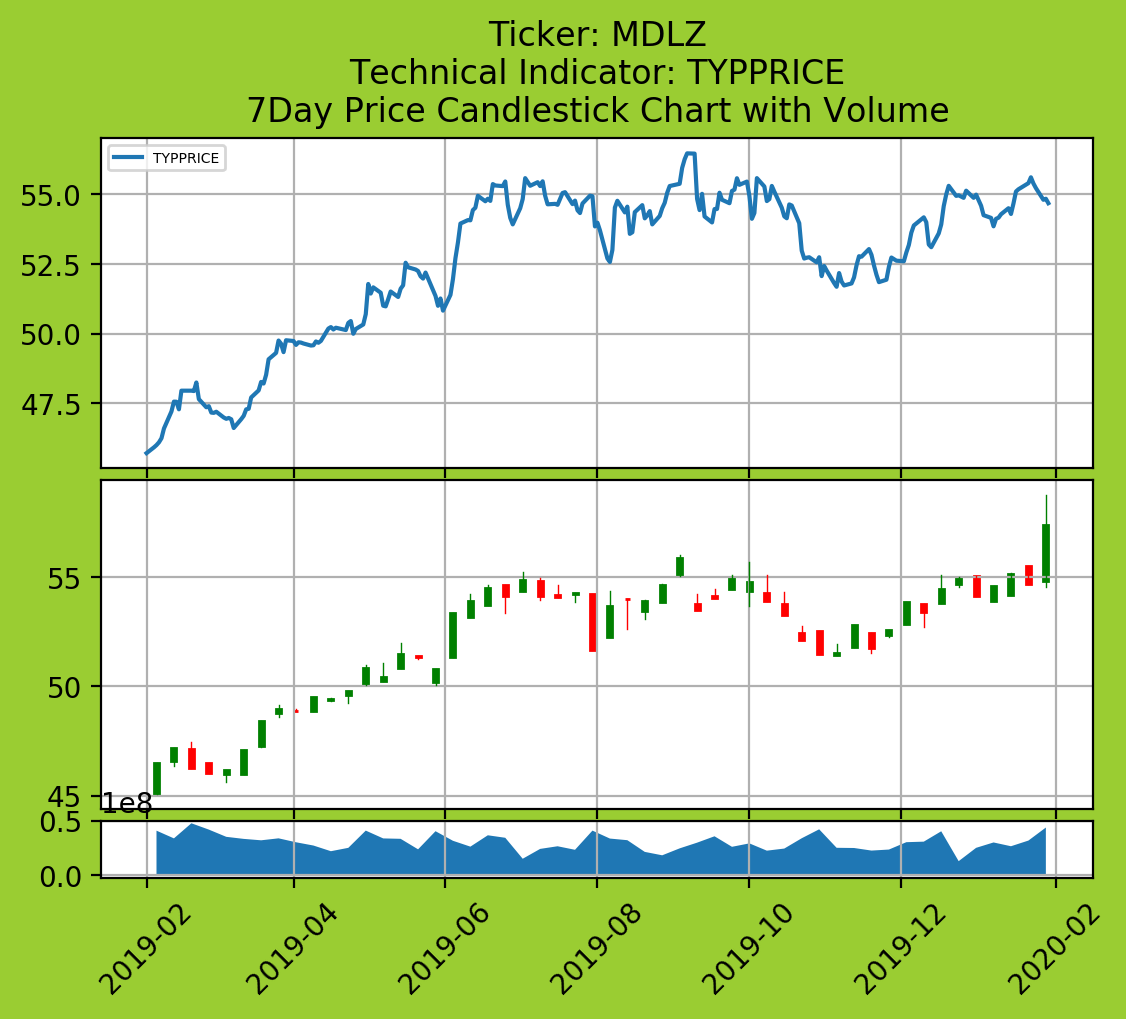 Ticker: MDLZ
Technical Indicator: TYPPRICE
7Day Price Candlestick Chart with Volume
TYPPRICE
55.0
52.5
50.0
47.5
55
50
45
1e8
0.5
0.0
2019-02 2019-04 2019-06 2019-08 2019-10 2019-12 2020-02